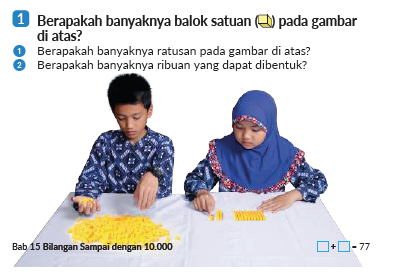 1 Berapakah banyaknya balok satuan ( ) pada gambar
di atas?
1 Berapakah banyaknya ratusan pada gambar di atas?
2 Berapakah banyaknya ribuan yang dapat dibentuk?
Bab 15 Bilangan Sampai dengan 10.000
□ + □ = 77